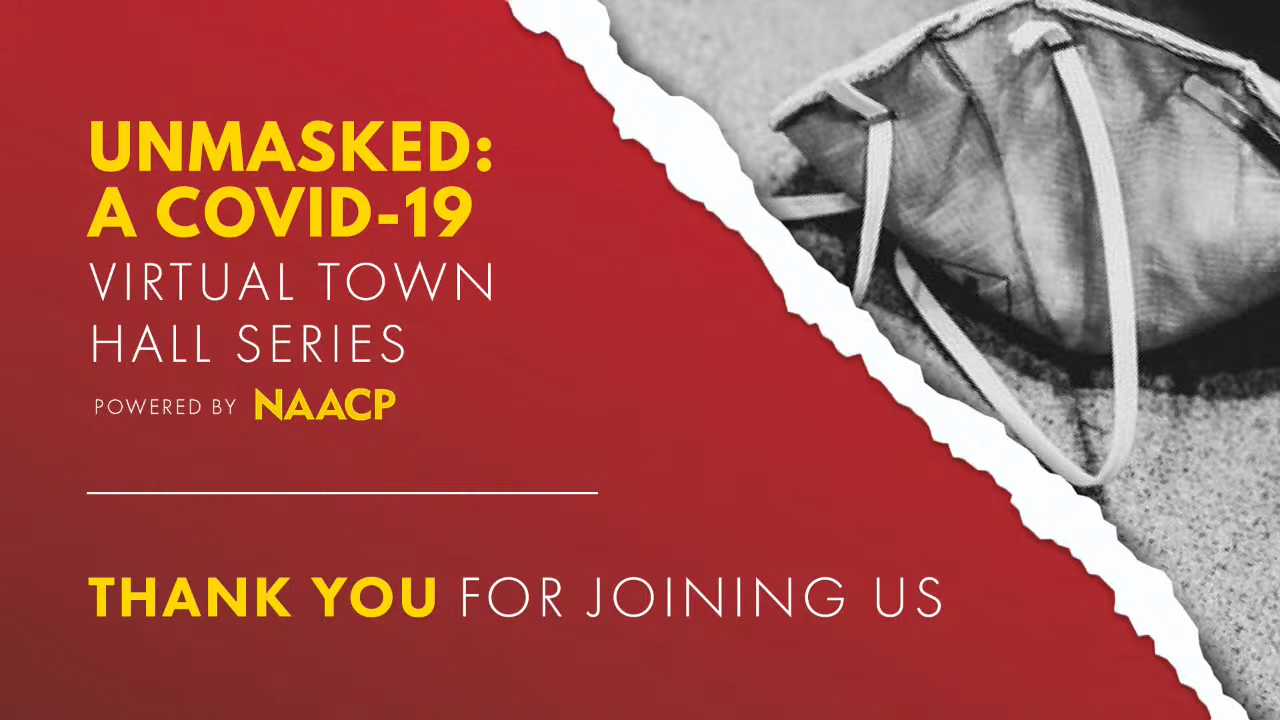 UNMASKED:
A COVID-19
VIRTUAL TOWN
HALL SERIES
POWERED BY NAACP
THANK YOU FOR JOINING US